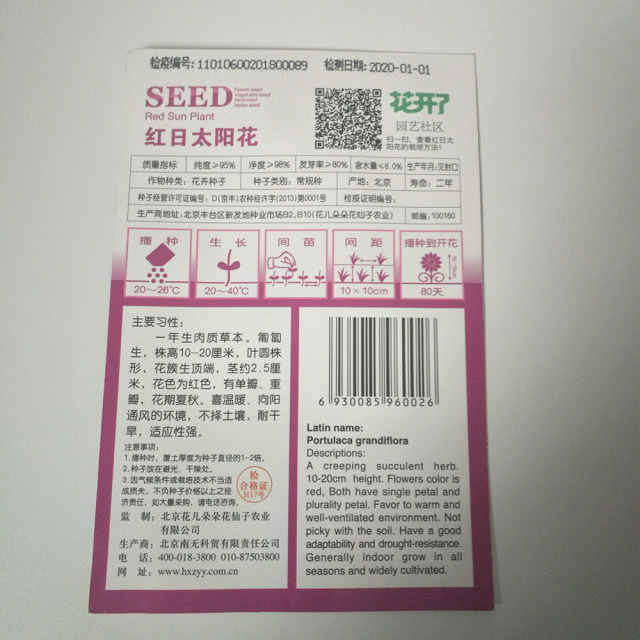 检疫编号: 11010600201800089 检测日期: 2020-01-01
SEED
Flower seed
Vegetable seed
Herb seed
Melon seed
Red Sun Plant
红日太阳花
花开了
园艺社区
扫一扫，查看红日太
阳花的栽培方法！
质量指标 纯度≥95% 净度≥98% 发芽率≥80% 含水量≤8.0% 生产年月:见封口
作物种类: 花卉种子 种子类别: 常规种 产地: 北京 寿命: 二年
种子经营许可证编号: D(京丰)农种经许字(2013)第0001号 检疫证明编号:
生产商地址: 北京丰台区新发地种业市场B2, B10(花儿朵朵花仙子农业) 邮编: 100160
播种 生长 间苗 间距 播种到开花
10~15cm
20~26℃ 20~40℃ 10×10cm 80天
主要习性：
一年生肉质草本。匍匐
生，株高10-20厘米，叶圆株
形，花簇生顶端，茎约2.5厘
米，花色为红色，有单瓣、重
瓣，花期夏秋。喜温暖、向阳
通风的环境，不择土壤，耐干
旱，适应性强。
注意事项：
1.播种时，覆土厚度为种子直径的1-2倍。
2.种子放在避光、干燥处。
3.因气候条件或栽培技术不当造
成损失，不负种子价格以上之经
济责任，如大量采购，请电话咨询。
检
合格证
H17号
监 制: 北京花儿朵朵花仙子农业
有限公司
生产商: 北京南无科贸有限责任公司
电 话: 400-018-3800 010-87503800
网 址: www.hxzyy.com.cn
6 930085 960026
Latin name:
Portulaca grandiflora
Descriptions:
A creeping succulent herb.
10-20cm height. Flowers color is
red, Both have single petal and
plurality petal. Favor to warm and
well-ventilated environment. Not
picky with the soil. Have a good
adaptability and drought-resistance.
Generally indoor grow in all
seasons and widely cultivated.